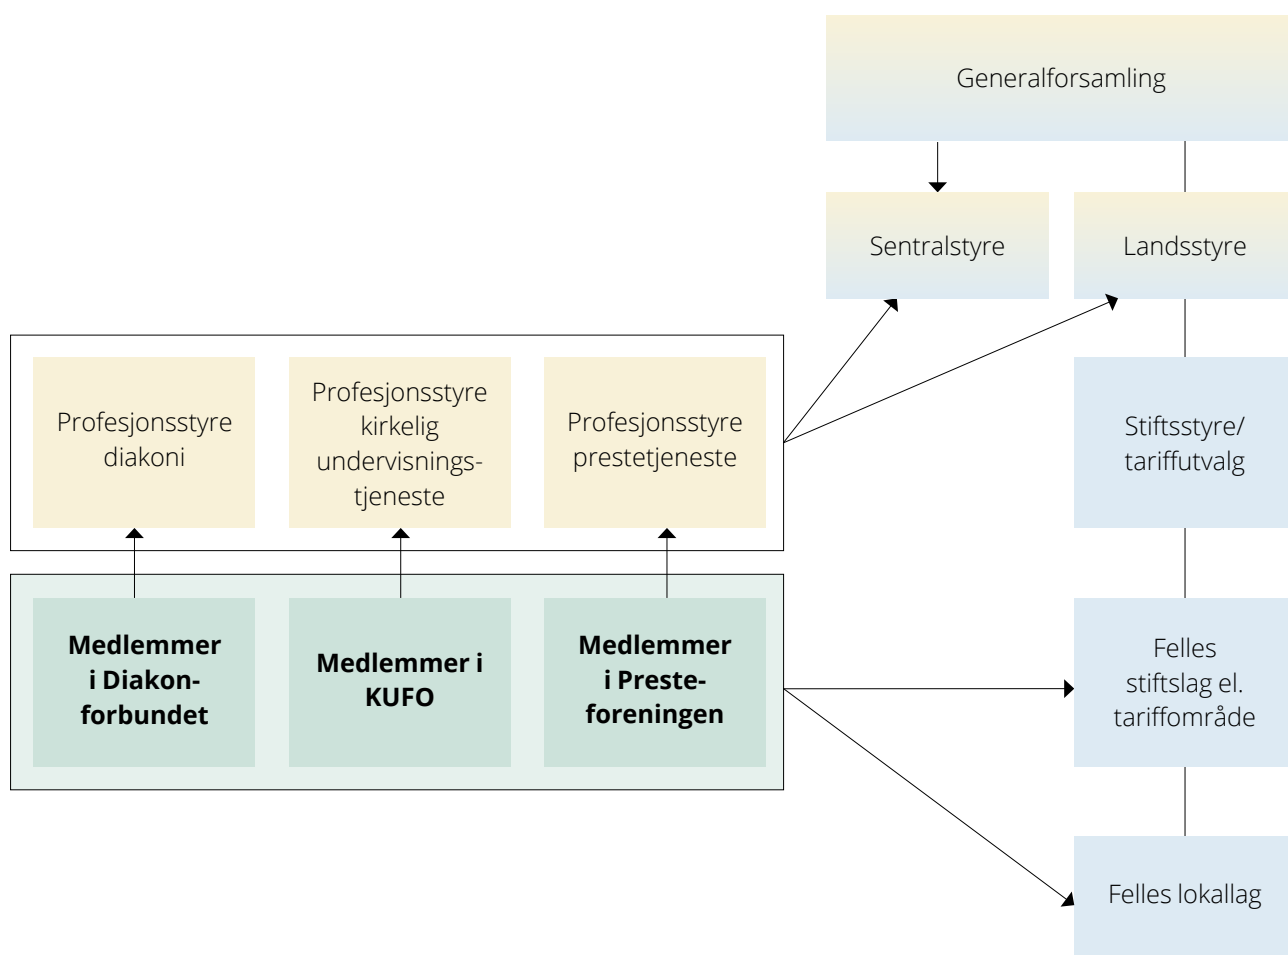 Generalforsamling
Sentralstyre
Landsstyre
Profesjonsstyre
diakoni
Profesjonsstyre
kirkelig
undervisnings-
tjeneste
Profesjonsstyre
prestetjeneste
Stiftsstyre/
tariffutvalg
Medlemmer
i Diakon-
forbundet
Medlemmer i
KUFO
Medlemmer
i Preste-
foreningen
Felles
stiftslag el.
tariffområde
Felles lokallag